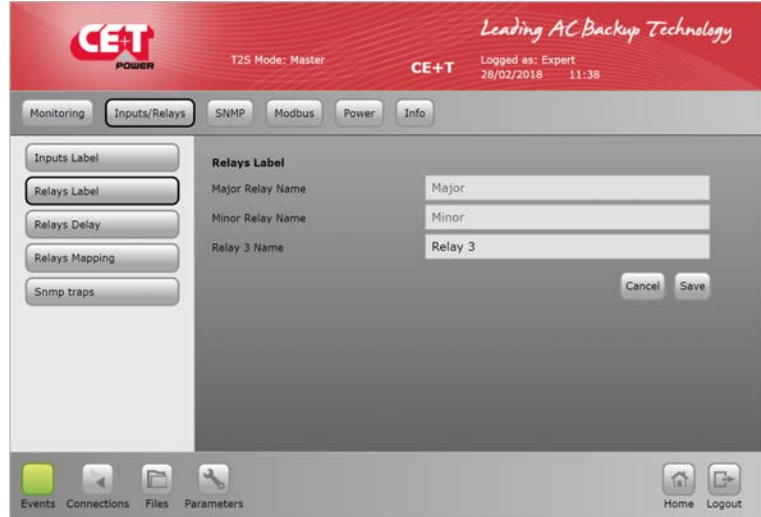 CE+T
POWER
Leading AC Backup Technology
T2S Mode: Master
CE+T
Logged as: Expert
28/02/2018 11:38
Monitoring Inputs/Relays SNMP Modbus Power Info
Inputs Label
Relays Label
Relays Delay
Relays Mapping
Snmp traps
Relays Label
Major Relay Name Major
Minor Relay Name Minor
Relay 3 Name Relay 3
Cancel Save
Events Connections Files Parameters Home Logout